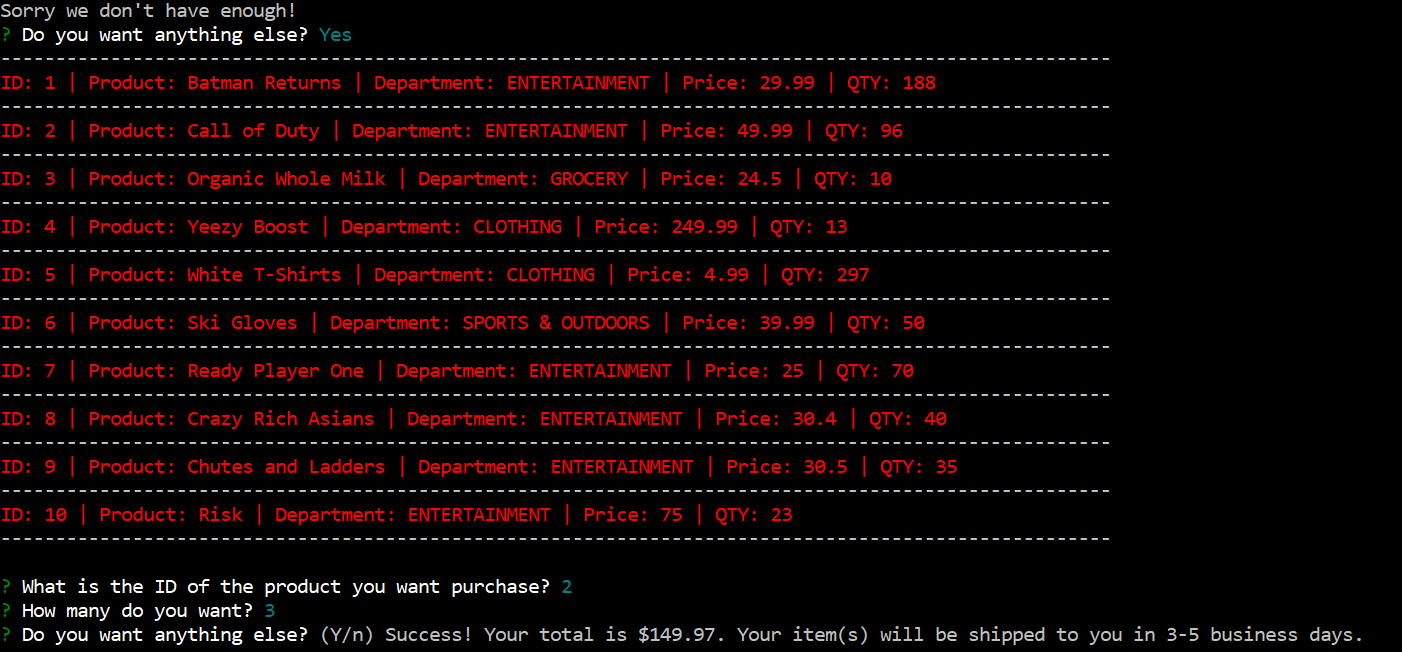 Sorry we don't have enough!
? Do you want anything else? Yes
-----------------------------------------------------------------------------------------------------
ID: 1 | Product: Batman Returns | Department: ENTERTAINMENT | Price: 29.99 | QTY: 188
-----------------------------------------------------------------------------------------------------
ID: 2 | Product: Call of Duty | Department: ENTERTAINMENT | Price: 49.99 | QTY: 96
-----------------------------------------------------------------------------------------------------
ID: 3 | Product: Organic Whole Milk | Department: GROCERY | Price: 24.5 | QTY: 10
-----------------------------------------------------------------------------------------------------
ID: 4 | Product: Yeezy Boost | Department: CLOTHING | Price: 249.99 | QTY: 13
-----------------------------------------------------------------------------------------------------
ID: 5 | Product: White T-Shirts | Department: CLOTHING | Price: 4.99 | QTY: 297
-----------------------------------------------------------------------------------------------------
ID: 6 | Product: Ski Gloves | Department: SPORTS & OUTDOORS | Price: 39.99 | QTY: 50
-----------------------------------------------------------------------------------------------------
ID: 7 | Product: Ready Player One | Department: ENTERTAINMENT | Price: 25 | QTY: 70
-----------------------------------------------------------------------------------------------------
ID: 8 | Product: Crazy Rich Asians | Department: ENTERTAINMENT | Price: 30.4 | QTY: 40
-----------------------------------------------------------------------------------------------------
ID: 9 | Product: Chutes and Ladders | Department: ENTERTAINMENT | Price: 30.5 | QTY: 35
-----------------------------------------------------------------------------------------------------
ID: 10 | Product: Risk | Department: ENTERTAINMENT | Price: 75 | QTY: 23
-----------------------------------------------------------------------------------------------------
? What is the ID of the product you want purchase? 2
? How many do you want? 3
? Do you want anything else? (Y/n) Success! Your total is $149.97. Your item(s) will be shipped to you in 3-5 business days.